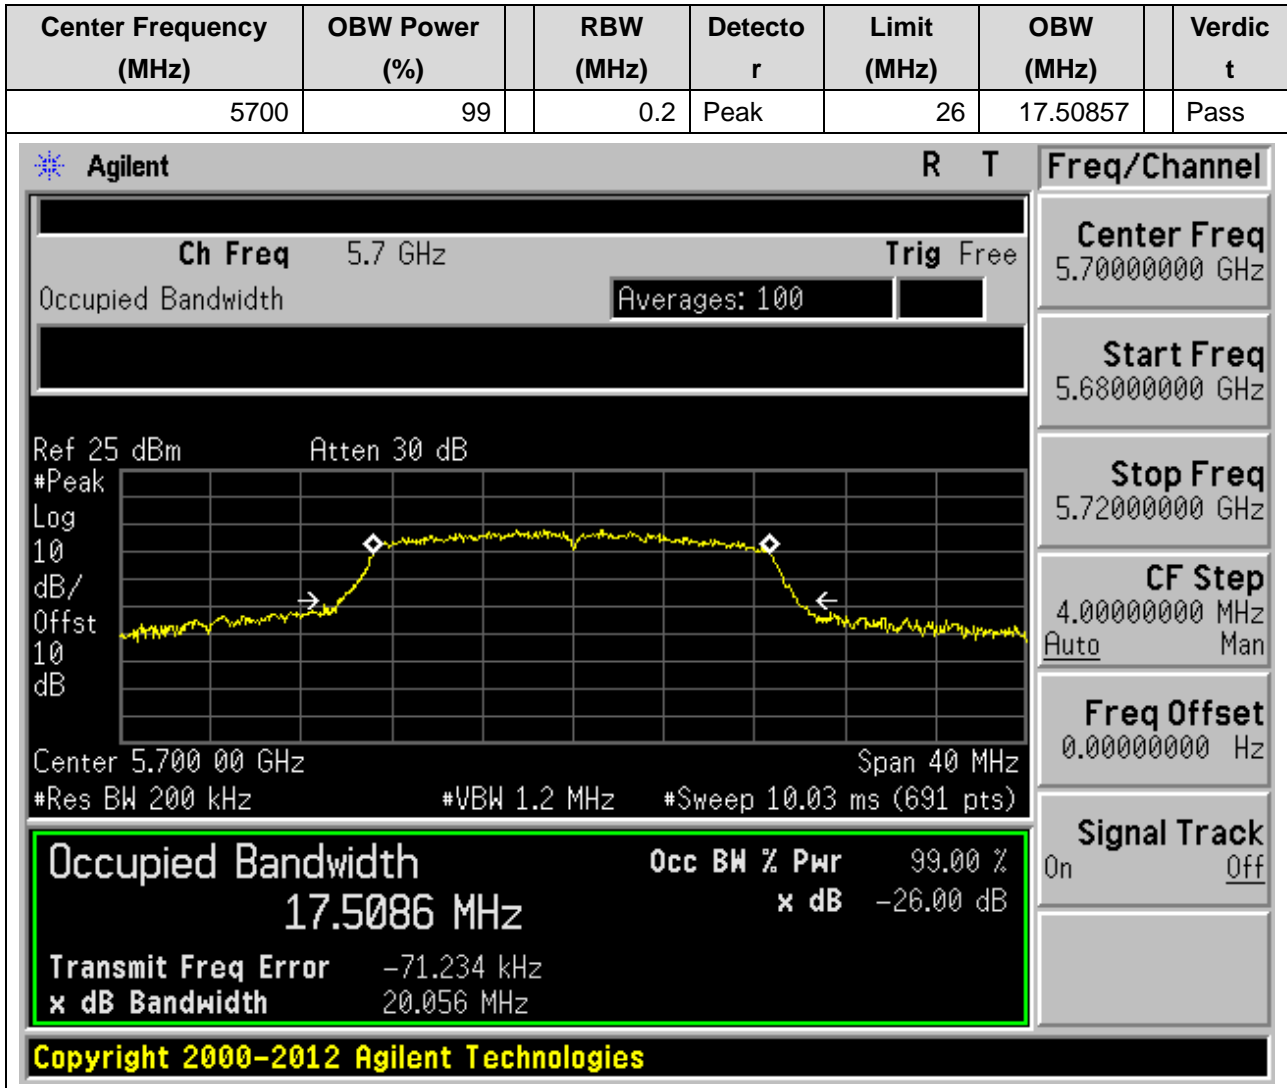 Center Frequency OBW Power RBW Detecto Limit OBW Verdic
(MHz) (%) (MHz) r (MHz) (MHz) t
5700 99 0.2 Peak 26 17.50857 Pass
Agilent R T
Ch Freq 5.7 GHz Trig Free
Occupied Bandwidth Averages: 100
Ref 25 dBm Atten 30 dB
#Peak
Log
10
dB/
Offst
10
dB
Center 5.700 00 GHz Span 40 MHz
#Res BW 200 kHz #VBW 1.2 MHz #Sweep 10.03 ms (691 pts)
Occupied Bandwidth Occ BW % Pwr 99.00 %
17.5086 MHz x dB -26.00 dB
Transmit Freq Error -71.234 kHz
x dB Bandwidth 20.056 MHz
Copyright 2000-2012 Agilent Technologies
Freq/Channel
Center Freq
5.70000000 GHz
Start Freq
5.68000000 GHz
Stop Freq
5.72000000 GHz
CF Step
4.00000000 MHz
Auto Man
Freq Offset
0.00000000 Hz
Signal Track
On Off